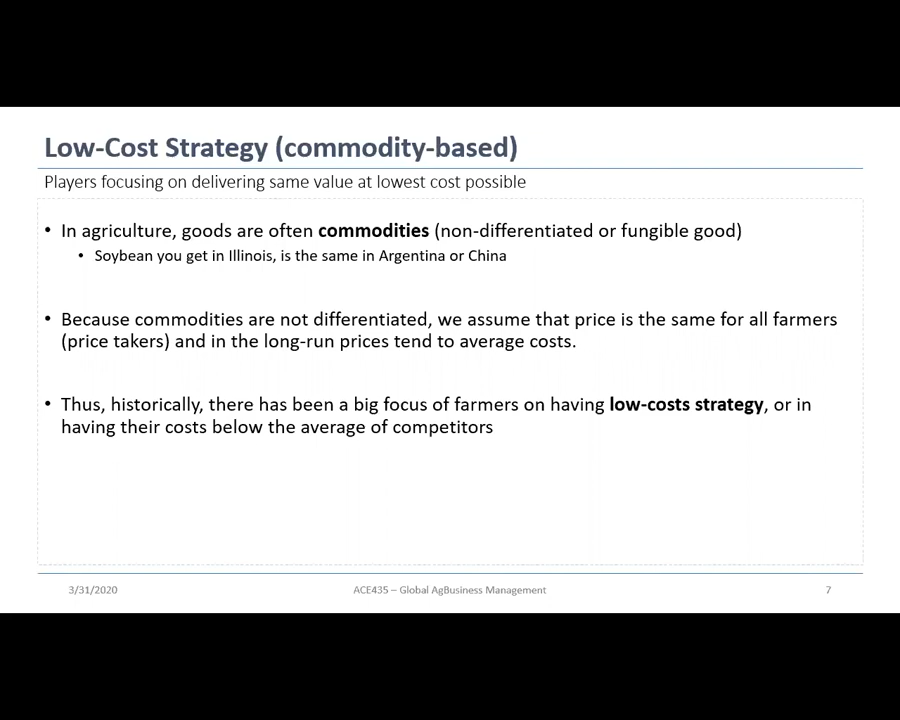 Low-Cost Strategy (commodity-based)
Players focusing on delivering same value at lowest cost possible
• In agriculture, goods are often commodities (non-differentiated or fungible good)
• Soybean you get in Illinois, is the same in Argentina or China
• Because commodities are not differentiated, we assume that price is the same for all farmers
(price takers) and in the long-run prices tend to average costs.
• Thus, historically, there has been a big focus of farmers on having low-costs strategy, or in
having their costs below the average of competitors
3/31/2020
ACE435 – Global AgBusiness Management
7